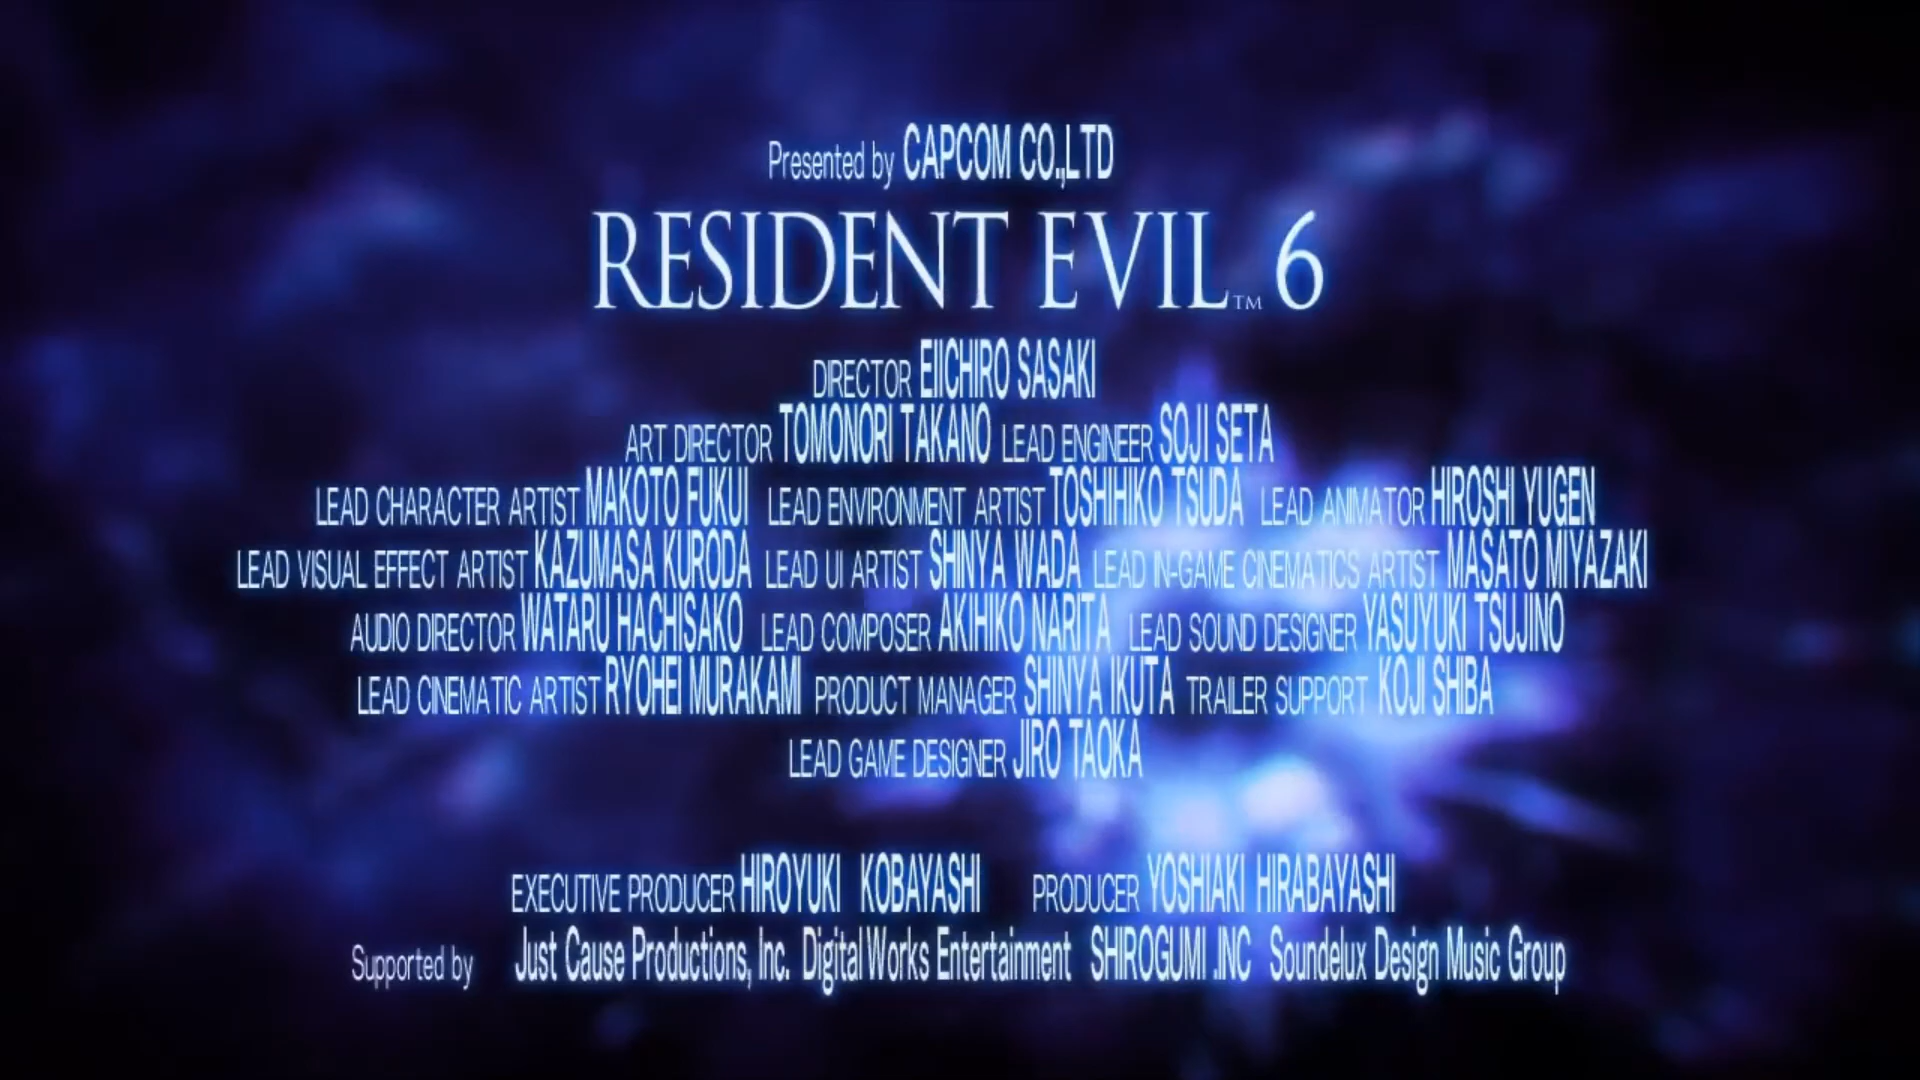 Presented by CAPCOM CO.,LTD
RESIDENT EVIL™ 6
DIRECTOR EIICHIRO SASAKI
ART DIRECTOR TOMONORI TAKANO LEAD ENGINEER SOJI SETA
LEAD CHARACTER ARTIST MAKOTO FUKUI LEAD ENVIRONMENT ARTIST TOSHIHIKO TSUDA LEAD ANIMATOR HIROSHI YUGEN
LEAD VISUAL EFFECT ARTIST KAZUMASA KURODA LEAD UI ARTIST SHINYA WADA LEAD IN-GAME CINEMATICS ARTIST MASATO MIYAZAKI
AUDIO DIRECTOR WATARU HACHISAKO LEAD COMPOSER AKIHIKO NARITA LEAD SOUND DESIGNER YASUYUKI TSUJINO
LEAD CINEMATIC ARTIST RYOHEI MURAKAMI PRODUCT MANAGER SHINYA IKUTA TRAILER SUPPORT KOJI SHIBA
LEAD GAME DESIGNER JIRO TAOKA
EXECUTIVE PRODUCER HIROYUKI KOBAYASHI PRODUCER YOSHIAKI HIRABAYASHI
Supported by Just Cause Productions, Inc. Digital Works Entertainment SHIROGUMI .INC Soundelux Design Music Group